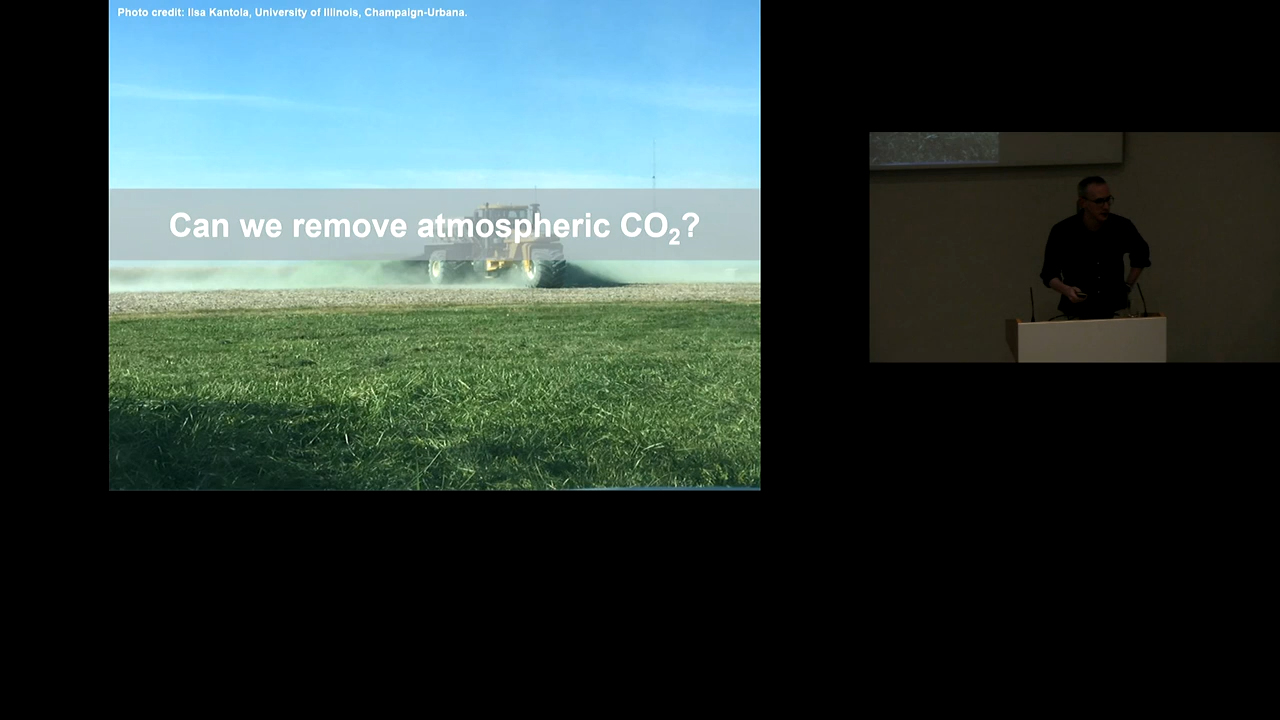 Photo credit: Ilsa Kantola, University of Illinois, Champaign-Urbana.
Can we remove atmospheric CO₂?